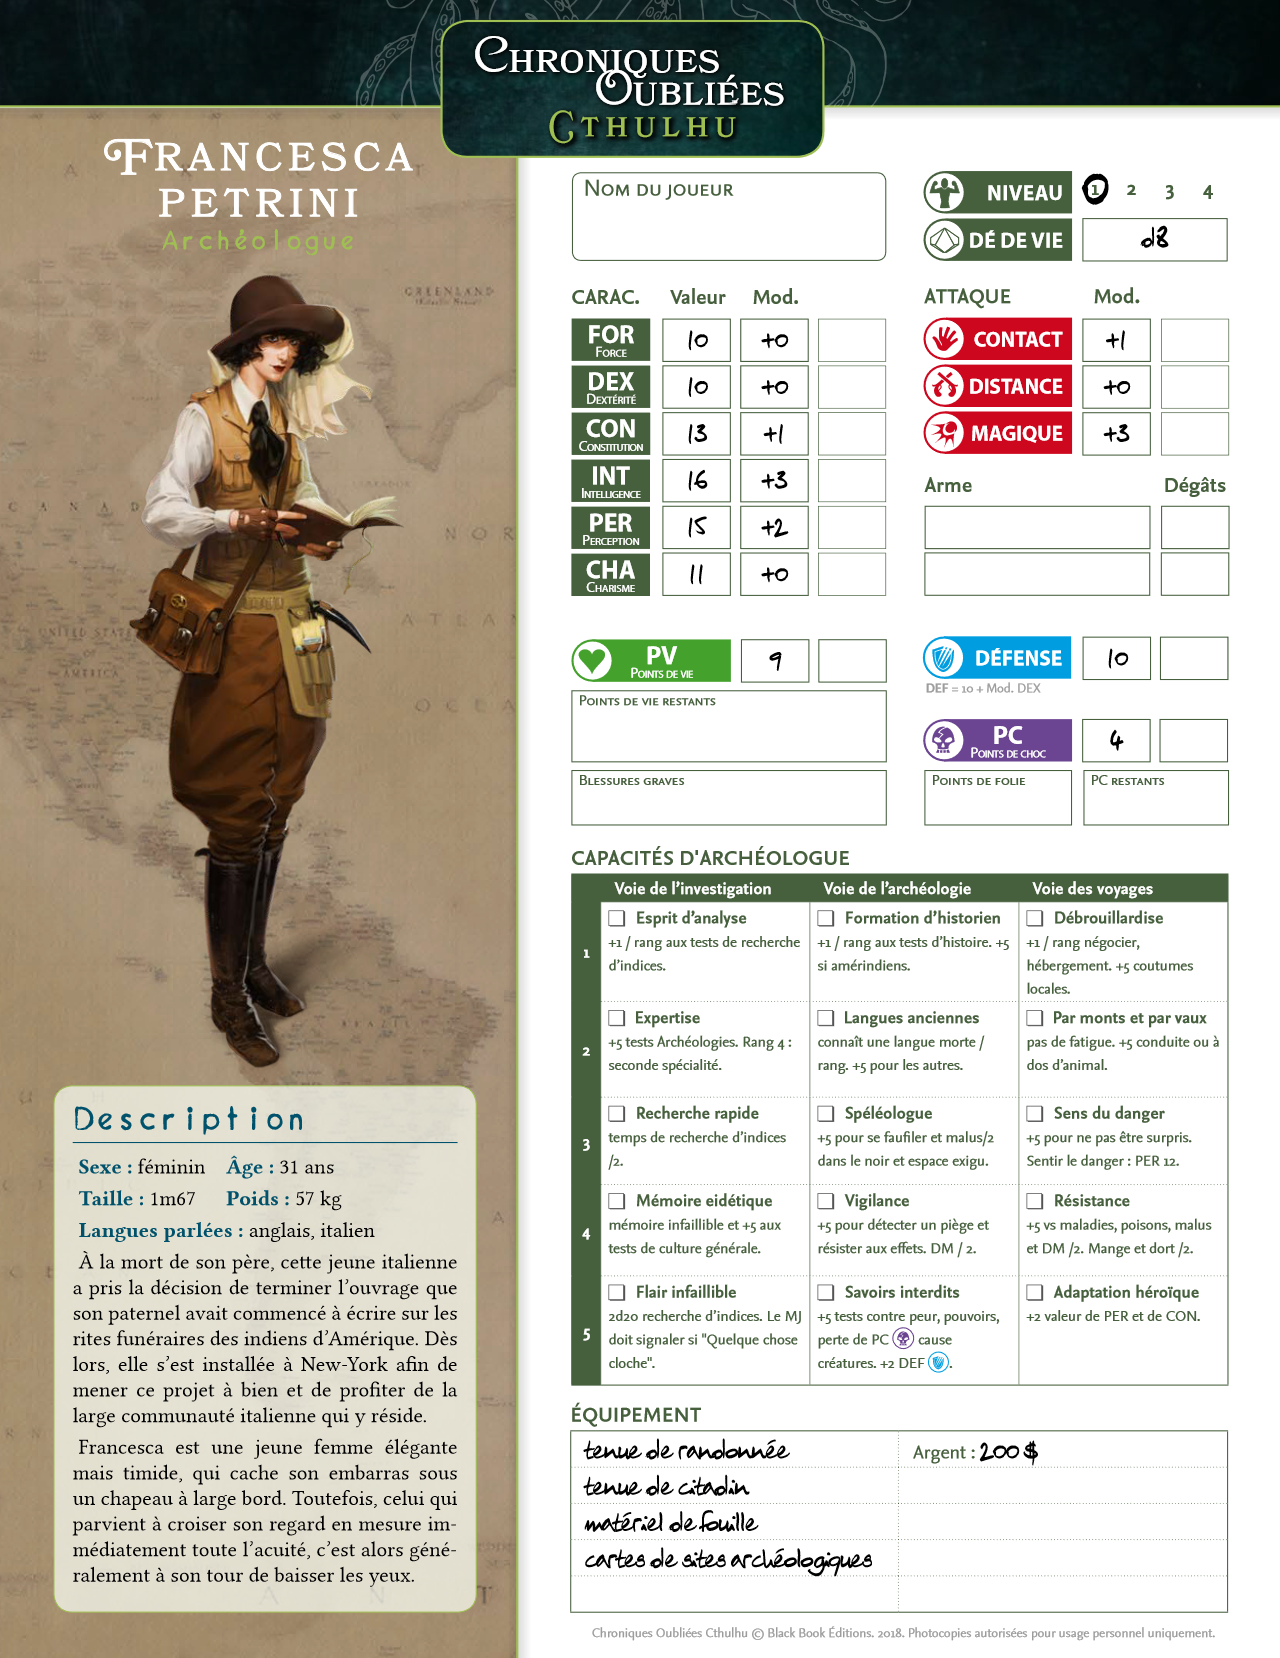 CHRONIQUES
OUBLIÉES
CTHULHU
FRANCESCA
PETRINI
Archéologue
GREENLAND
CANAD
NOR
UNITED STATES
AMERICA
ATLA
OCEA
BRAZIL
Description
Sexe : féminin Âge : 31 ans
Taille : 1m67 Poids : 57 kg
Langues parlées : anglais, italien
À la mort de son père, cette jeune italienne
a pris la décision de terminer l’ouvrage que
son paternel avait commencé à écrire sur les
rites funéraires des indiens d’Amérique. Dès
lors, elle s’est installée à New-York afin de
mener ce projet à bien et de profiter de la
large communauté italienne qui y réside.
Francesca est une jeune femme élégante
mais timide, qui cache son embarras sous
un chapeau à large bord. Toutefois, celui qui
parvient à croiser son regard en mesure im-
médiatement toute l’acuité, c’est alors géné-
ralement à son tour de baisser les yeux.
NOM DU JOUEUR
NIVEAU 1 2 3 4
DÉ DE VIE d8
CARAC. Valeur Mod.
FOR FORCE 10 +0
DEX DEXTÉRITÉ 10 +0
CON CONSTITUTION 13 +1
INT INTELLIGENCE 16 +3
PER PERCEPTION 15 +2
CHA CHARISME 11 +0
ATTAQUE Mod.
CONTACT +1
DISTANCE +0
MAGIQUE +3
Arme Dégâts
PV POINTS DE VIE 9
POINTS DE VIE RESTANTS
BLESSURES GRAVES
DÉFENSE 10
DEF = 10 + Mod. DEX
PC POINTS DE CHOC 4
POINTS DE FOLIE PC RESTANTS
CAPACITÉS D'ARCHÉOLOGUE
Voie de l’investigation Voie de l’archéologie Voie des voyages
1
Esprit d’analyse
+1 / rang aux tests de recherche
d’indices.
Formation d’historien
+1 / rang aux tests d’histoire. +5
si amérindiens.
Débrouillardise
+1 / rang négocier,
hébergement. +5 coutumes
locales.
2
Expertise
+5 tests Archéologies. Rang 4 :
seconde spécialité.
Langues anciennes
connaît une langue morte /
rang. +5 pour les autres.
Par monts et par vaux
pas de fatigue. +5 conduite ou à
dos d’animal.
3
Recherche rapide
temps de recherche d’indices
/2.
Spéléologue
+5 pour se faufiler et malus/2
dans le noir et espace exigu.
Sens du danger
+5 pour ne pas être surpris.
Sentir le danger : PER 12.
4
Mémoire eidétique
mémoire infaillible et +5 aux
tests de culture générale.
Vigilance
+5 pour détecter un piège et
résister aux effets. DM / 2.
Résistance
+5 vs maladies, poisons, malus
et DM /2. Mange et dort /2.
5
Flair infaillible
2d20 recherche d’indices. Le MJ
doit signaler si "Quelque chose
cloche".
Savoirs interdits
+5 tests contre peur, pouvoirs,
perte de PC cause
créatures. +2 DEF .
Adaptation héroïque
+2 valeur de PER et de CON.
ÉQUIPEMENT
tenue de randonnée
tenue de citadin
matériel de fouille
cartes de sites archéologiques
Argent : 200 $
Chroniques Oubliées Cthulhu © Black Book Éditions. 2018. Photocopies autorisées pour usage personnel uniquement.